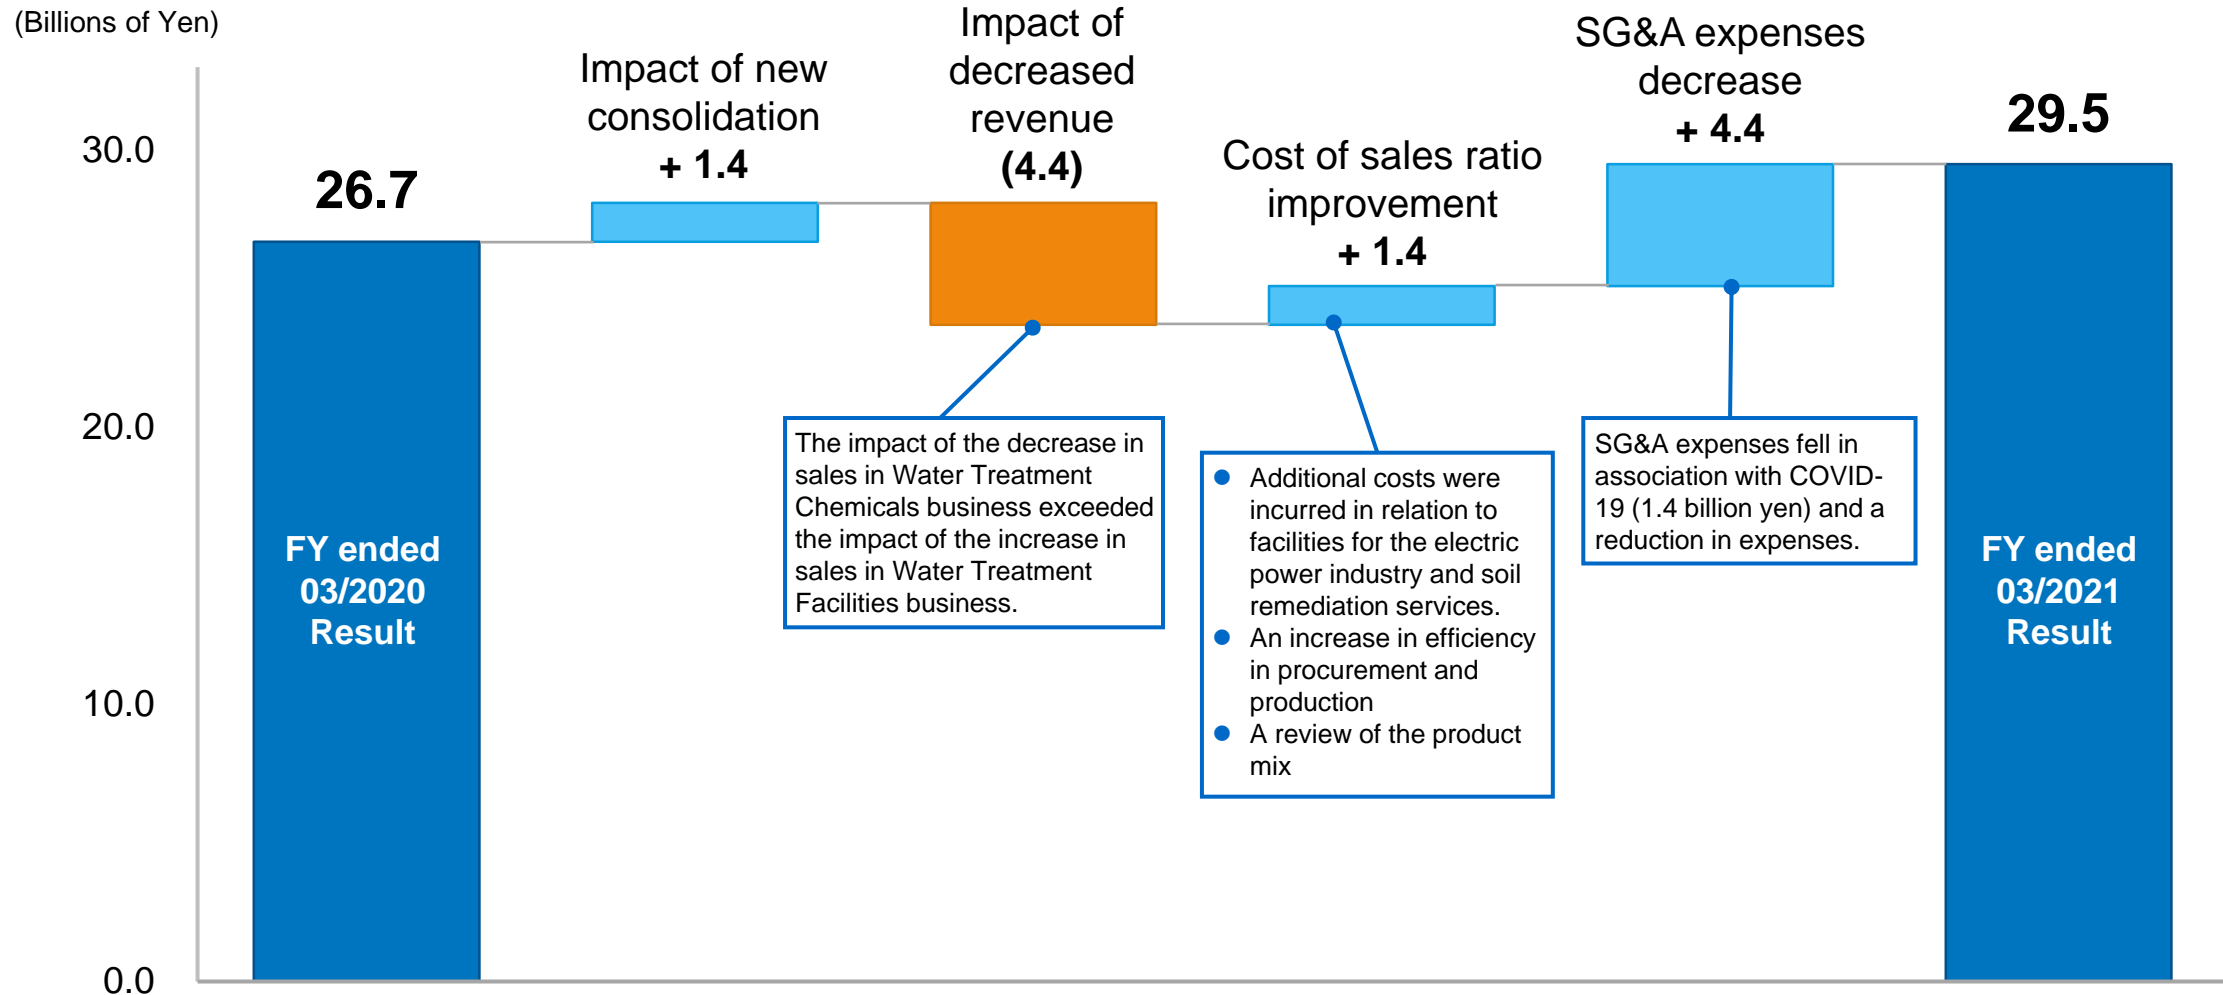 (Billions of Yen)
30.0
20.0
10.0
0.0
26.7
FY ended
03/2020
Result
Impact of new
consolidation
+ 1.4
Impact of
decreased
revenue
(4.4)
The impact of the decrease in
sales in Water Treatment
Chemicals business exceeded
the impact of the increase in
sales in Water Treatment
Facilities business.
Cost of sales ratio
improvement
+ 1.4
● Additional costs were
incurred in relation to
facilities for the electric
power industry and soil
remediation services.
● An increase in efficiency
in procurement and
production
● A review of the product
mix
SG&A expenses
decrease
+ 4.4
SG&A expenses fell in
association with COVID-
19 (1.4 billion yen) and a
reduction in expenses.
29.5
FY ended
03/2021
Result